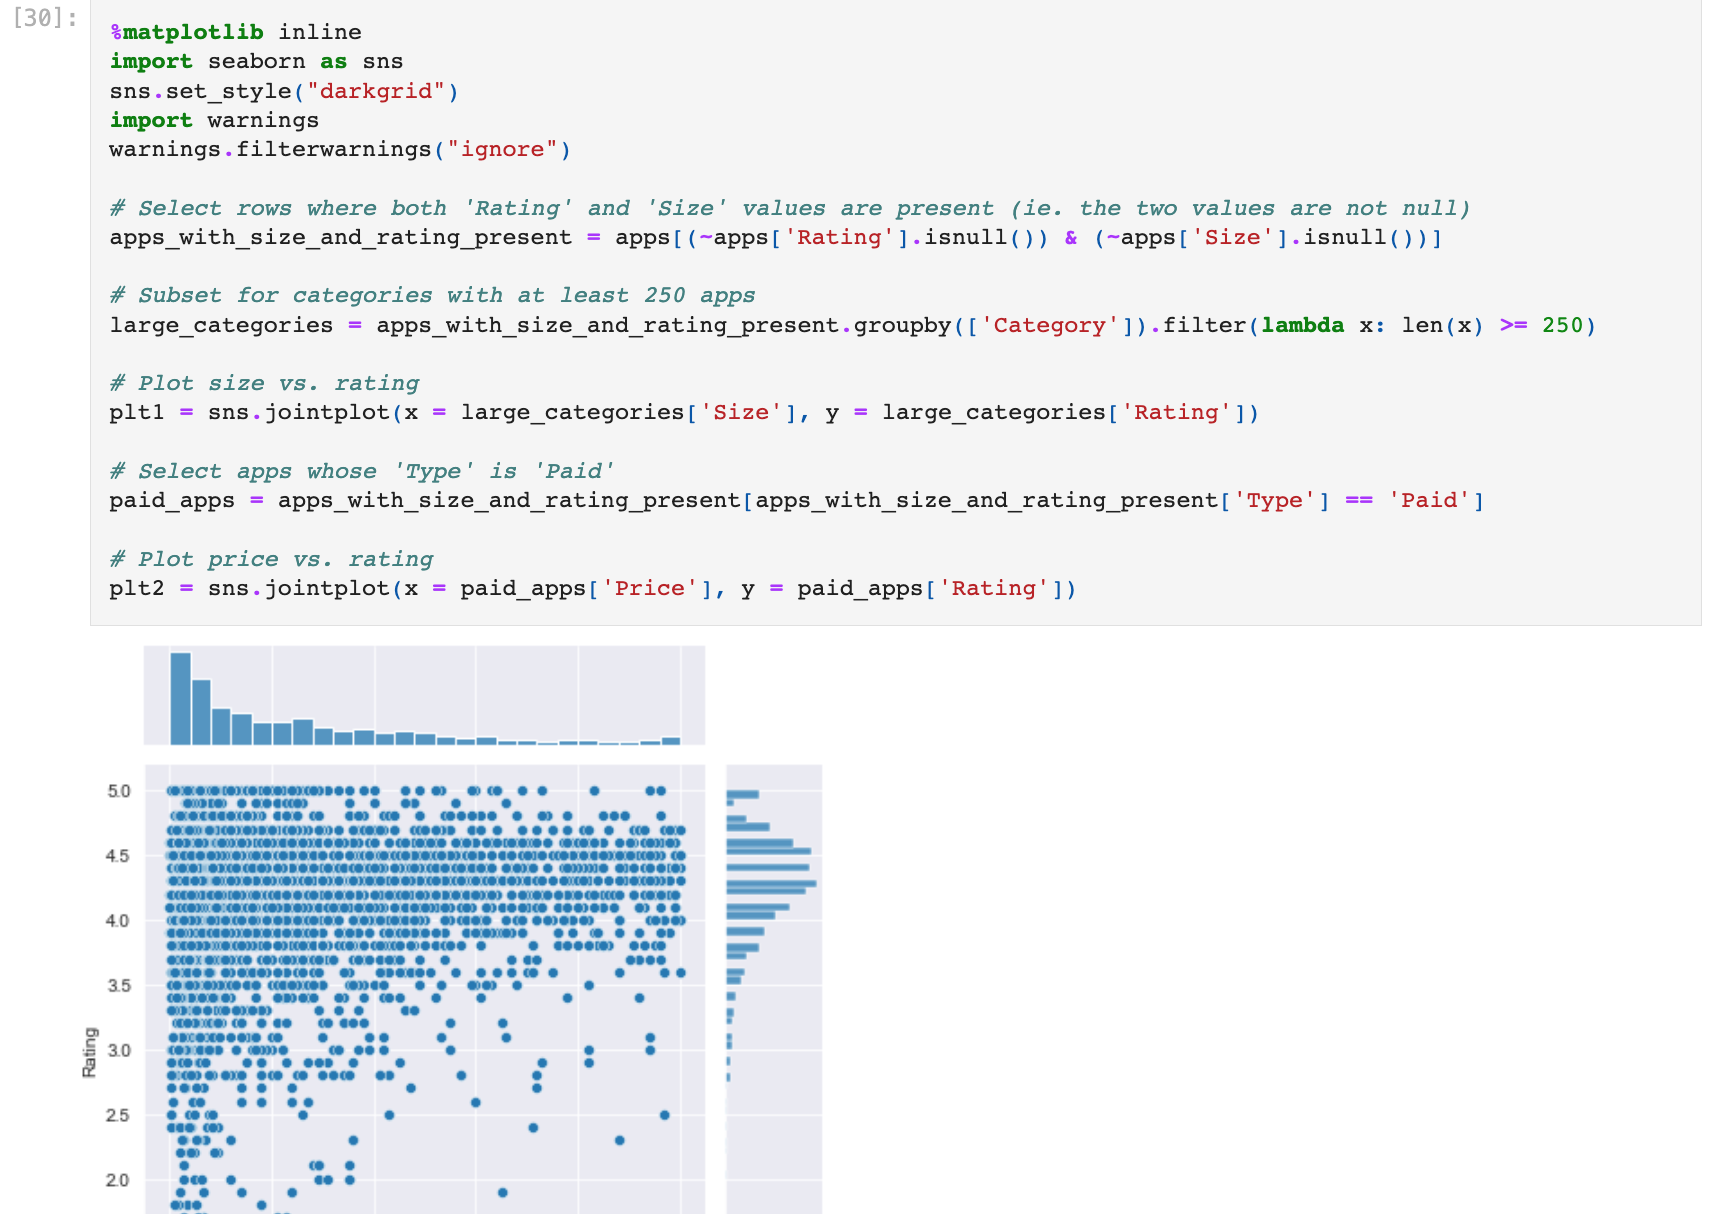 [30]:
%matplotlib inline
import seaborn as sns
sns.set_style("darkgrid")
import warnings
warnings.filterwarnings("ignore")
# Select rows where both 'Rating' and 'Size' values are present (ie. the two values are not null)
apps_with_size_and_rating_present = apps[(~apps['Rating'].isnull()) & (~apps['Size'].isnull())]
# Subset for categories with at least 250 apps
large_categories = apps_with_size_and_rating_present.groupby(['Category']).filter(lambda x: len(x) >= 250)
# Plot size vs. rating
plt1 = sns.jointplot(x = large_categories['Size'], y = large_categories['Rating'])
# Select apps whose 'Type' is 'Paid'
paid_apps = apps_with_size_and_rating_present[apps_with_size_and_rating_present['Type'] == 'Paid']
# Plot price vs. rating
plt2 = sns.jointplot(x = paid_apps['Price'], y = paid_apps['Rating'])
5.0
4.5
4.0
3.5
Rating
3.0
2.5
2.0